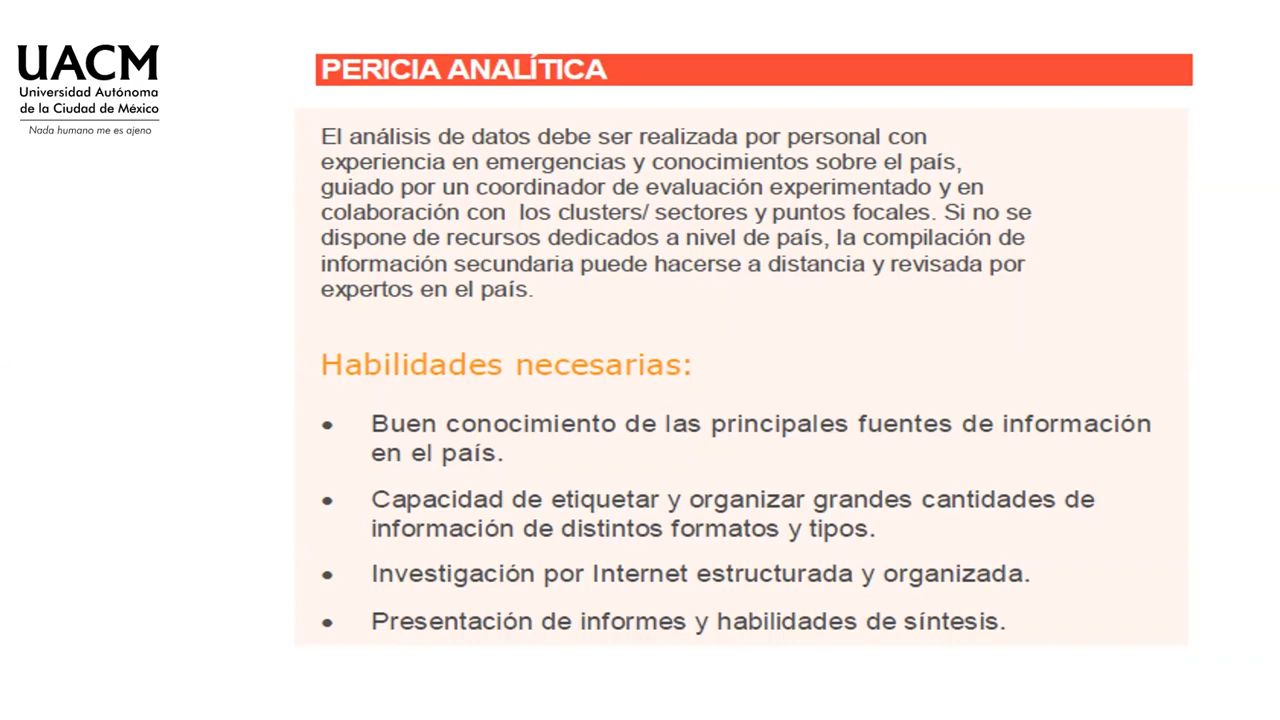 UACM
Universidad Autónoma
de la Ciudad de México
Nada humano me es ajeno
PERICIA ANALÍTICA
El análisis de datos debe ser realizada por personal con
experiencia en emergencias y conocimientos sobre el país,
guiado por un coordinador de evaluación experimentado y en
colaboración con los clusters/ sectores y puntos focales. Si no se
dispone de recursos dedicados a nivel de país, la compilación de
información secundaria puede hacerse a distancia y revisada por
expertos en el país.
Habilidades necesarias:
• Buen conocimiento de las principales fuentes de información
en el país.
• Capacidad de etiquetar y organizar grandes cantidades de
información de distintos formatos y tipos.
• Investigación por Internet estructurada y organizada.
• Presentación de informes y habilidades de síntesis.